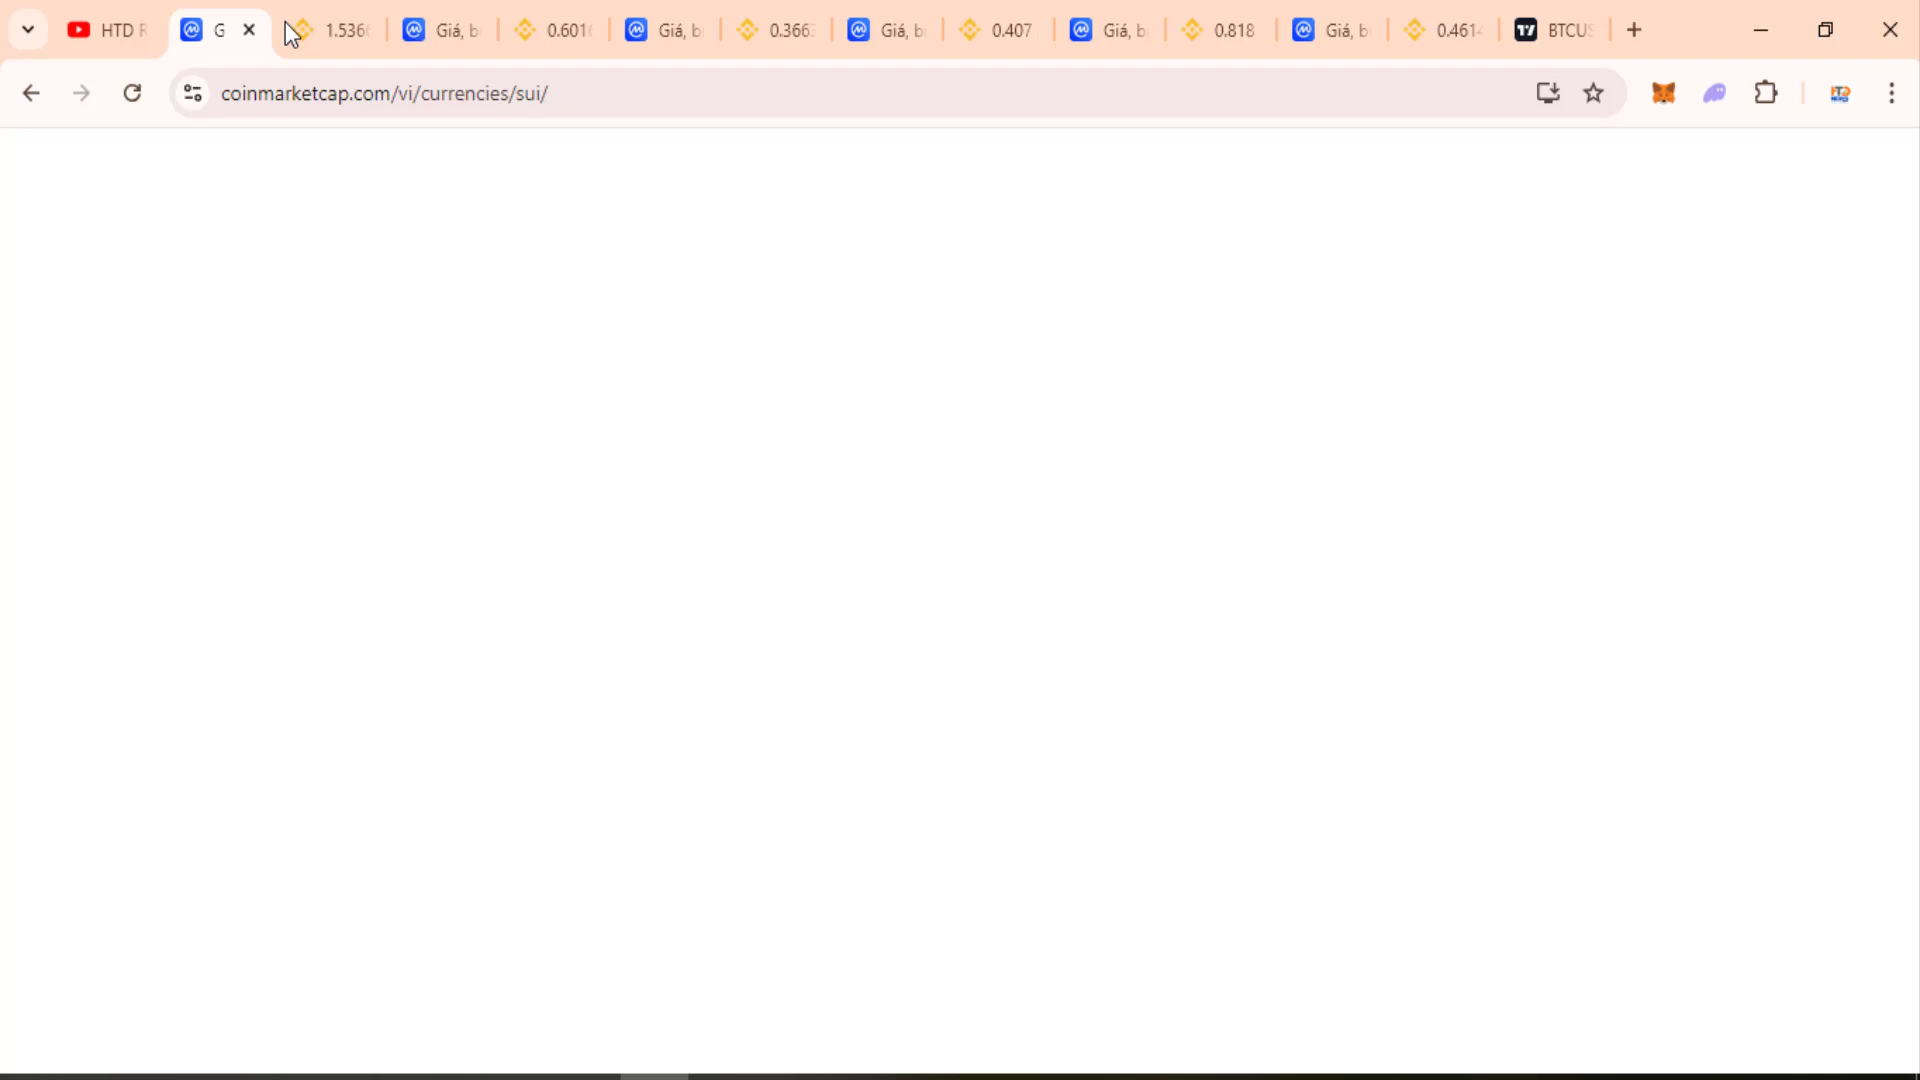 HTD
G
1.536
Giá, b
0.601
Giá, b
0.366
Giá, b
0.407
Giá, b
0.818
Giá, b
0.461
BTCUS
coinmarketcap.com/vi/currencies/sui/